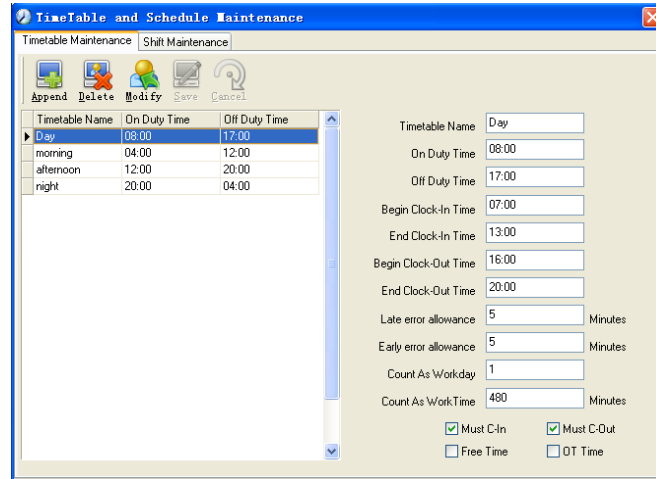 TimeTable and Schedule Maintenance
Timetable Maintenance Shift Maintenance
Append Delete Modify Save Cancel
Timetable Name On Duty Time Off Duty Time
Day 08:00 17:00
morning 04:00 12:00
afternoon 12:00 20:00
night 20:00 04:00
Timetable Name Day
On Duty Time 08:00
Off Duty Time 17:00
Begin Clock-In Time 07:00
End Clock-In Time 13:00
Begin Clock-Out Time 16:00
End Clock-Out Time 20:00
Late error allowance 5 Minutes
Early error allowance 5 Minutes
Count As Workday 1
Count As WorkTime 480 Minutes
Must C-In Must C-Out
Free Time OT Time